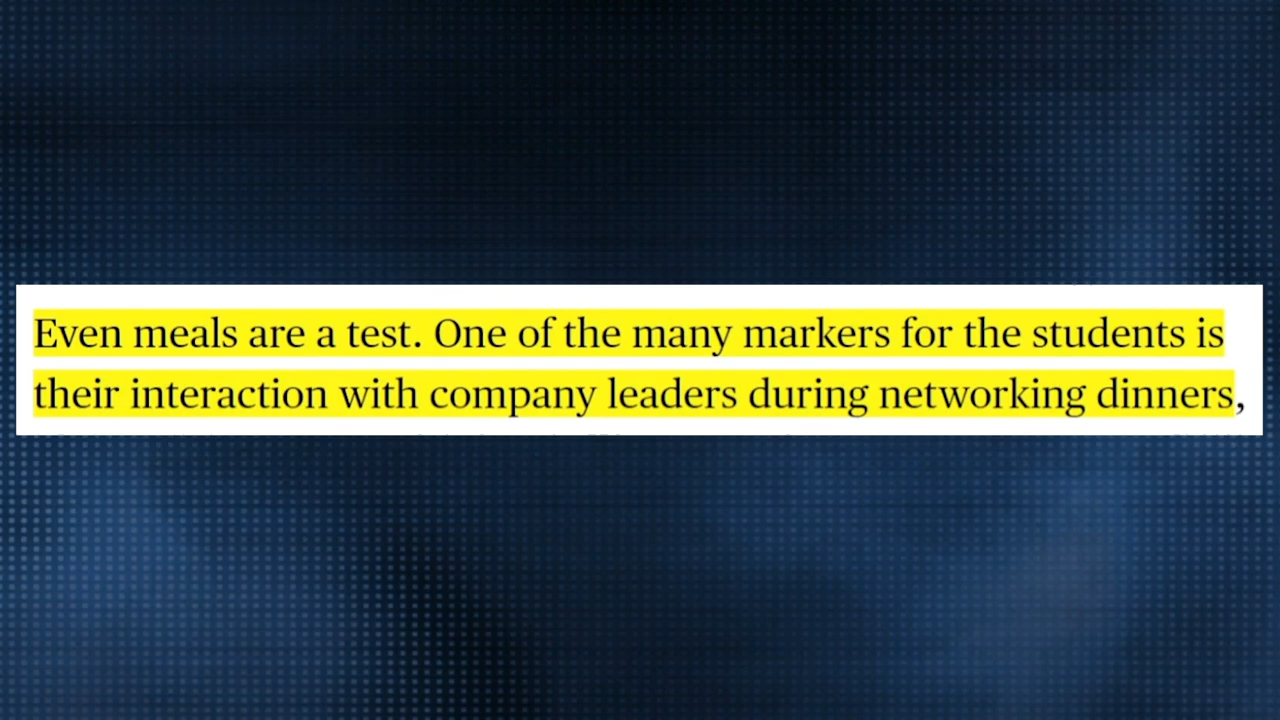 Even meals are a test. One of the many markers for the students is
their interaction with company leaders during networking dinners,